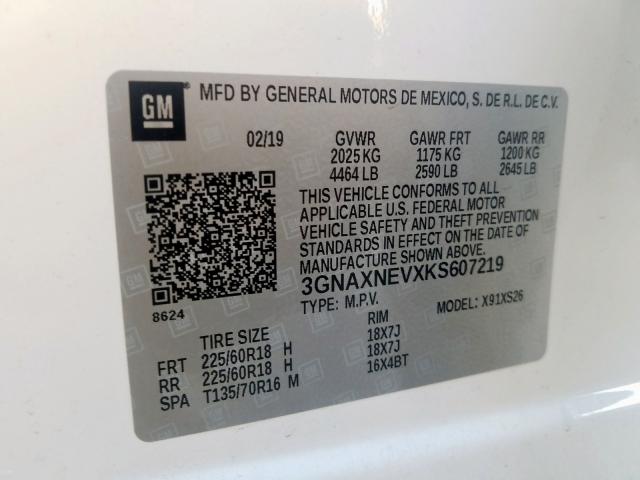 GM
MFD BY GENERAL MOTORS DE MEXICO, S. DE R.L. DE C.V.
02/19 GVWR GAWR FRT GAWR RR
2025 KG 1175 KG 1200 KG
4464 LB 2590 LB 2645 LB
THIS VEHICLE CONFORMS TO ALL
APPLICABLE U.S. FEDERAL MOTOR
VEHICLE SAFETY AND THEFT PREVENTION
STANDARDS IN EFFECT ON THE DATE OF
MANUFACTURE SHOWN ABOVE.
3GNAXNEVXKS607219
8624
TYPE: M.P.V. MODEL: X91XS26
TIRE SIZE RIM
FRT 225/60R18 H 18X7J
RR 225/60R18 H 18X7J
SPA T135/70R16 M 16X4BT